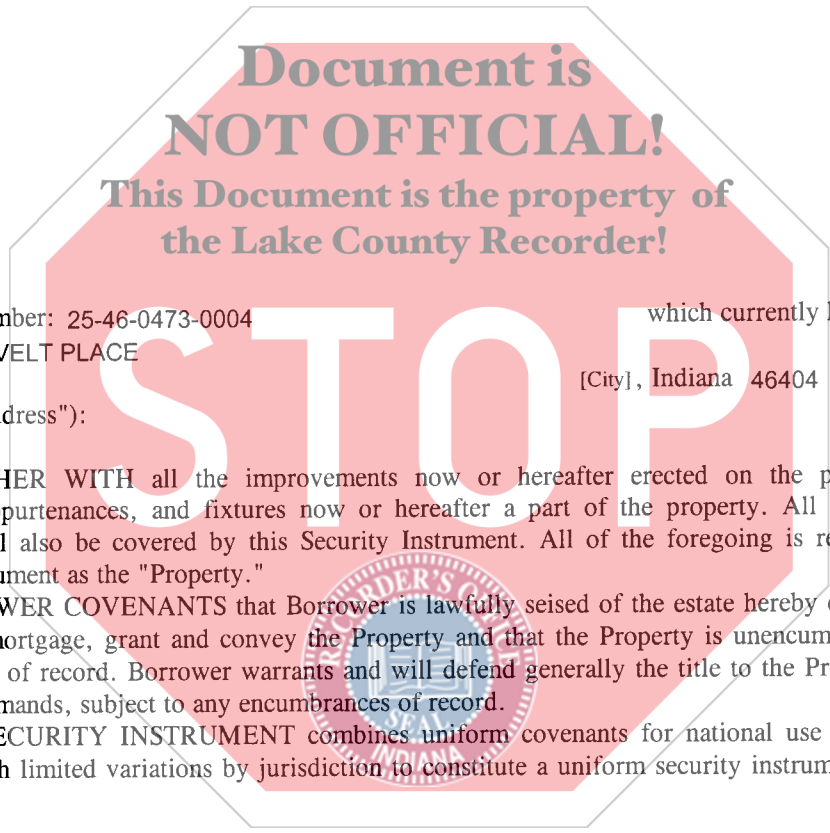 Document is
NOT OFFICIAL!
This Document is the property of
the Lake County Recorder!
STOP
mber: 25-46-0473-0004 which currently
VELT PLACE
[City], Indiana 46404
dress"):
HER WITH all the improvements now or hereafter erected on the p
purtenances, and fixtures now or hereafter a part of the property. All
l also be covered by this Security Instrument. All of the foregoing is re
ument as the "Property."
WER COVENANTS that Borrower is lawfully seised of the estate hereby
nortgage, grant and convey the Property and that the Property is unencum
of record. Borrower warrants and will defend generally the title to the Pr
mands, subject to any encumbrances of record.
ECURITY INSTRUMENT combines uniform covenants for national use
h limited variations by jurisdiction to constitute a uniform security instrum
RECORDER'S OFFICE
SEAL
INDIANA